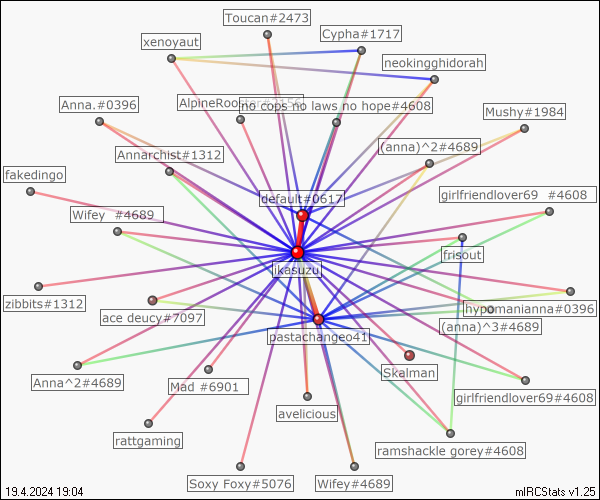 Toucan#2473
Cypha#1717
xenoyaut
neokingghidorah
Anna.#0396
no cops no laws no hope#4608
Mushy#1984
(anna)^2#4689
Annarchist#1312
fakedingo
default#0617
girlfriendlover69 #4608
Wifey #4689
frisout
ikasuzu
zibbits#1312
ace deucy#7097
hypomanianna#0396
(anna)^3#4689
pastachangeo41
Skalman
Anna^2#4689
Mad #6901
girlfriendlover69#4608
avelicious
rattgaming
ramshackle gorey#4608
Soxy Foxy#5076
Wifey#4689
19.4.2024 19:04
mIRCStats v1.25